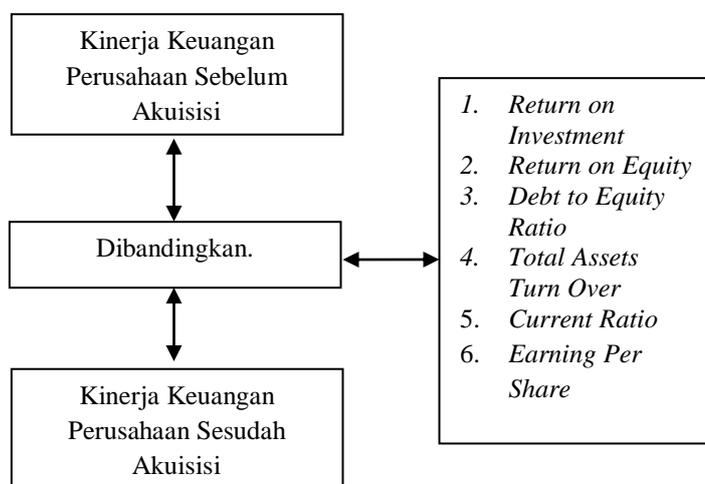 Kinerja Keuangan
Perusahaan Sebelum
Akuisisi
Dibandingkan.
Kinerja Keuangan
Perusahaan Sesudah
Akuisisi
1. Return on
Investment
2. Return on Equity
3. Debt to Equity
Ratio
4. Total Assets
Turn Over
5. Current Ratio
6. Earning Per
Share